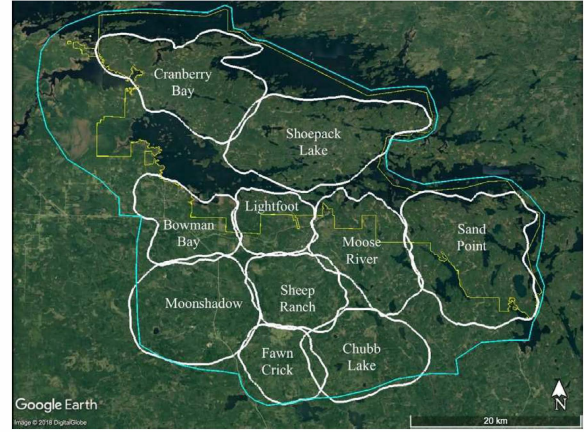 Cranberry
Bay
Shoepack
Lake
Lightfoot
Bowman
Bay
Moose
River
Sand
Point
Moonshadow
Sheep
Ranch
Fawn
Crick
Chubb
Lake
Google Earth
Image © 2018 DigitalGlobe
N
20 km